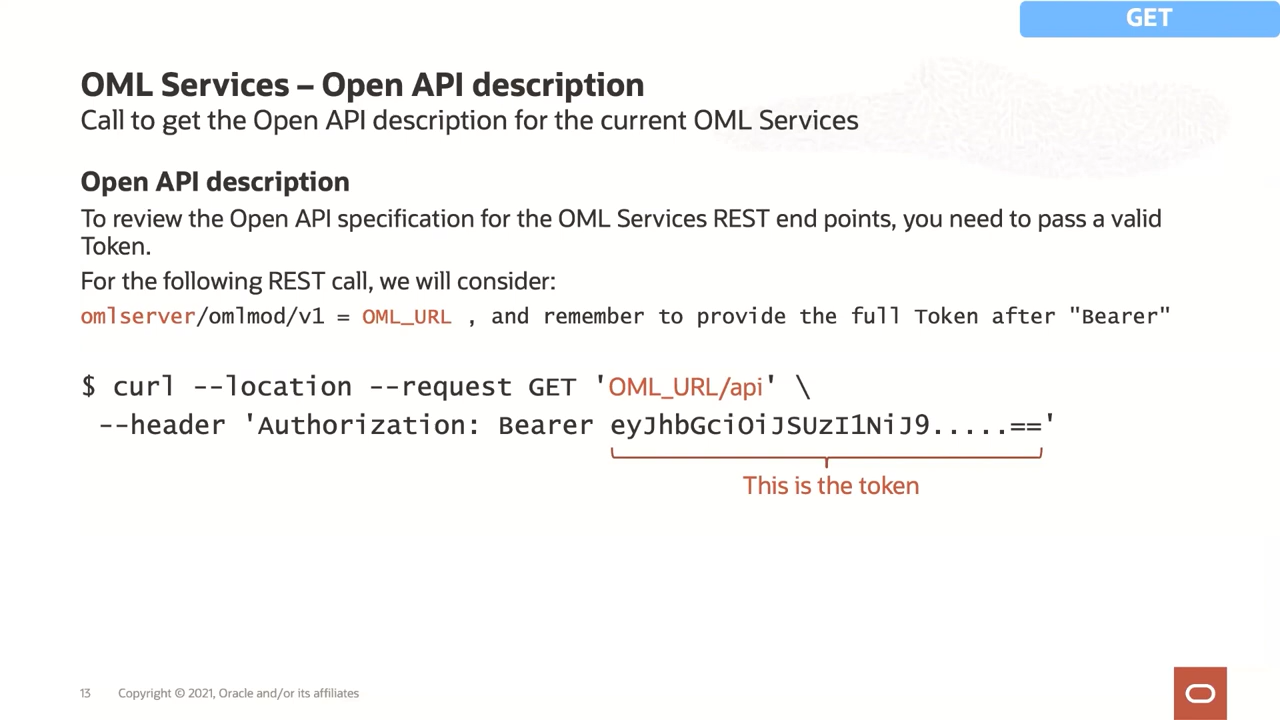 GET
OML Services – Open API description
Call to get the Open API description for the current OML Services
Open API description
To review the Open API specification for the OML Services REST end points, you need to pass a valid
Token.
For the following REST call, we will consider:
omlserver/omlmod/v1 = OML_URL , and remember to provide the full Token after "Bearer"
$ curl --location --request GET 'OML_URL/api' \
--header 'Authorization: Bearer eyJhbGciOiJSUzI1NiJ9.....=='
This is the token
13 Copyright © 2021, Oracle and/or its affiliates